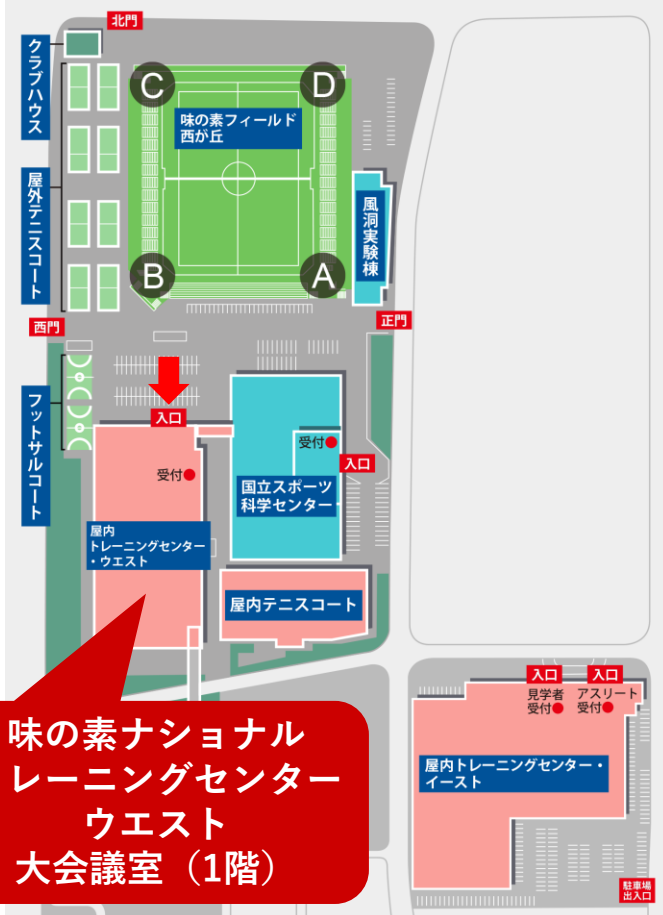 北門
クラブハウス
C
D
味の素フィールド
西が丘
屋外テニスコート
風洞実験棟
B
A
西門
正門
フットサルコート
入口
受付
受付
入口
国立スポーツ
科学センター
屋内
トレーニングセンター
・ウエスト
屋内テニスコート
入口
入口
見学者
受付
アスリート
受付
屋内トレーニングセンター・
イースト
駐車場
出入口
味の素ナショナル
レーニングセンター
ウエスト
大会議室（1階）